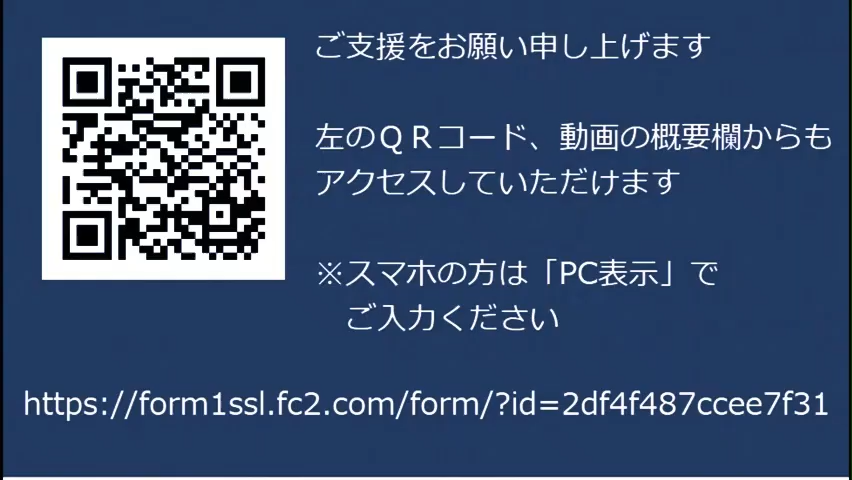 ご支援をお願い申し上げます
左のＱＲコード、動画の概要欄からも
アクセスしていただけます
※スマホの方は「PC表示」で
ご入力ください
https://form1ssl.fc2.com/form/?id=2df4f487ccee7f31